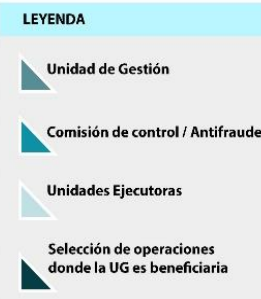 LEYENDA
Unidad de Gestión
Comisión de control / Antifraude
Unidades Ejecutoras
Selección de operaciones
donde la UG es beneficiaria